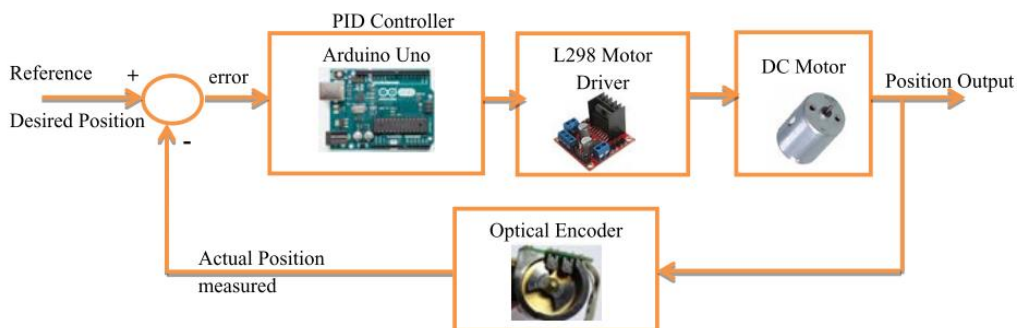 PID Controller
Arduino Uno
L298 Motor
Driver
DC Motor
Reference
+
error
Position Output
Desired Position
-
Optical Encoder
Actual Position
measured